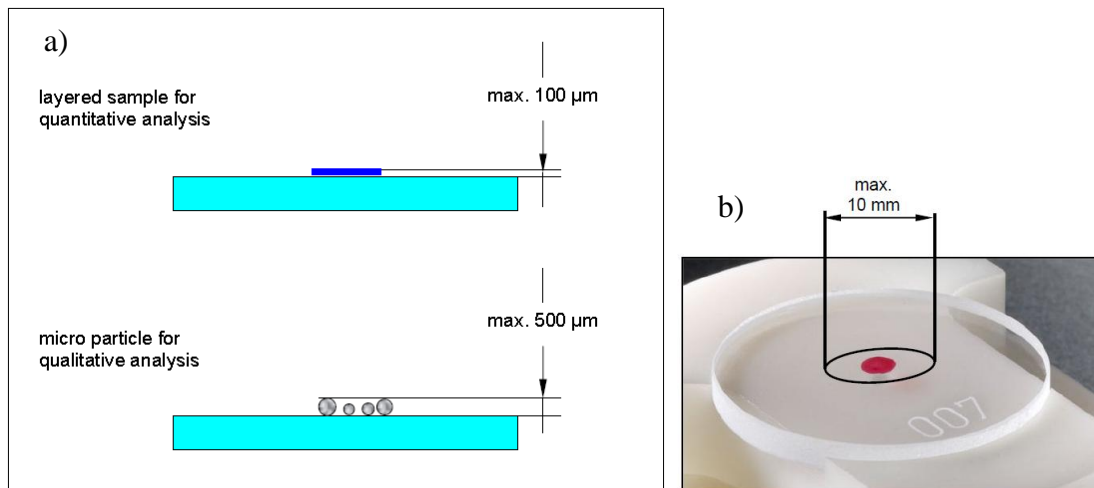 a)
layered sample for
quantitative analysis
max. 100 µm
micro particle for
qualitative analysis
max. 500 µm
b)
max.
10 mm
007